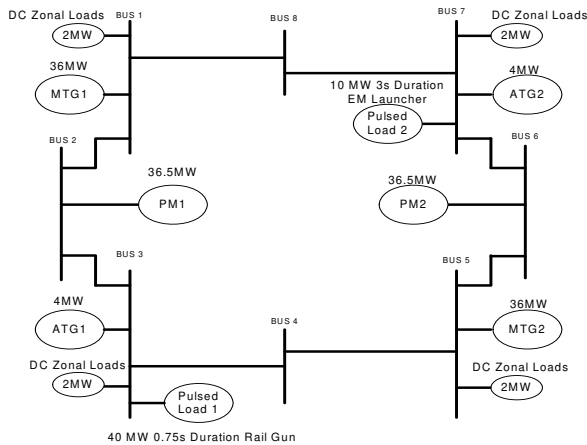 DC Zonal Loads
BUS 1
BUS 8
BUS 7
DC Zonal Loads
2MW
2MW
36MW
MTG1
10 MW 3s Duration
EM Launcher
4MW
ATG2
Pulsed
Load 2
BUS 2
BUS 6
36.5MW
PM1
36.5MW
PM2
BUS 3
BUS 5
4MW
ATG1
BUS 4
36MW
MTG2
DC Zonal Loads
2MW
Pulsed
Load 1
DC Zonal Loads
2MW
40 MW 0.75s Duration Rail Gun